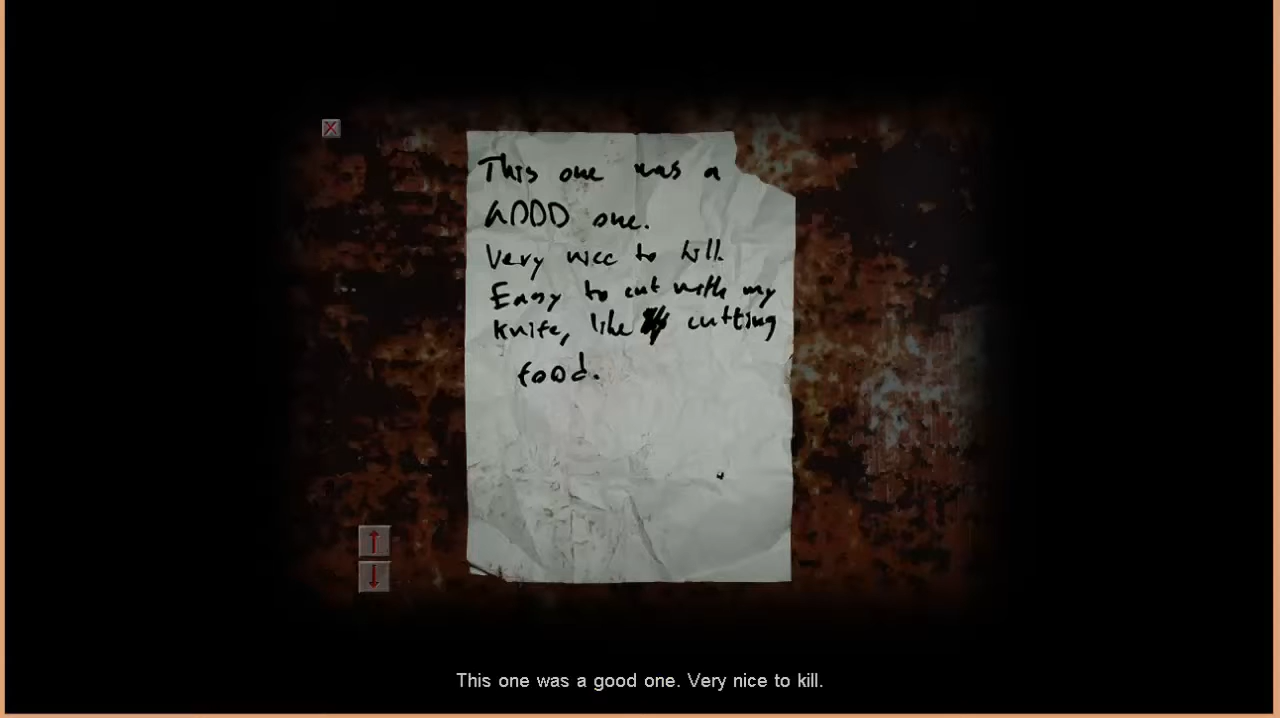 This one was a
GOOD one.
Very nice to kill.
Easy to cut with my
knife, like cutting
food.
This one was a good one. Very nice to kill.